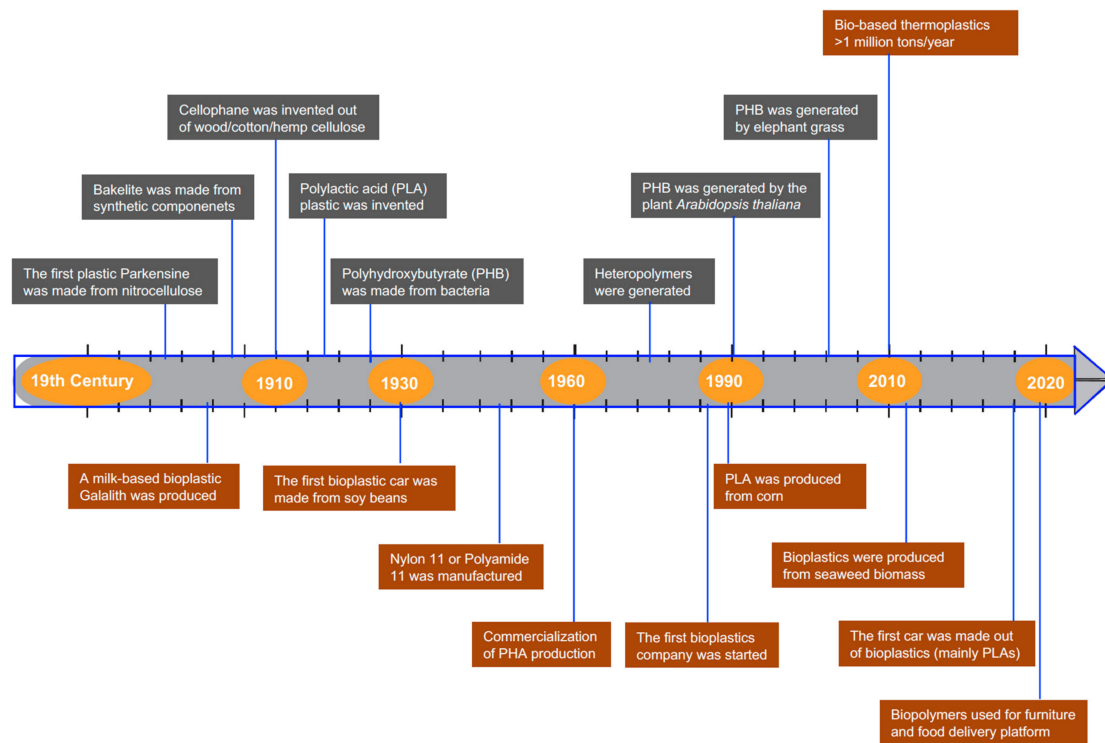 Bio-based thermoplastics
>1 million tons/year
Cellophane was invented out
of wood/cotton/hemp cellulose
PHB was generated
by elephant grass
Bakelite was made from
synthetic componenets
Polylactic acid (PLA)
plastic was invented
PHB was generated by the
plant Arabidopsis thaliana
The first plastic Parkensine
was made from nitrocellulose
Polyhydroxybutyrate (PHB)
was made from bacteria
Heteropolymers
were generated
19th Century
1910
1930
1960
1990
2010
2020
A milk-based bioplastic
Galalith was produced
The first bioplastic car was
made from soy beans
PLA was produced
from corn
Nylon 11 or Polyamide
11 was manufactured
Bioplastics were produced
from seaweed biomass
Commercialization
of PHA production
The first bioplastics
company was started
The first car was made out
of bioplastics (mainly PLAs)
Biopolymers used for furniture
and food delivery platform